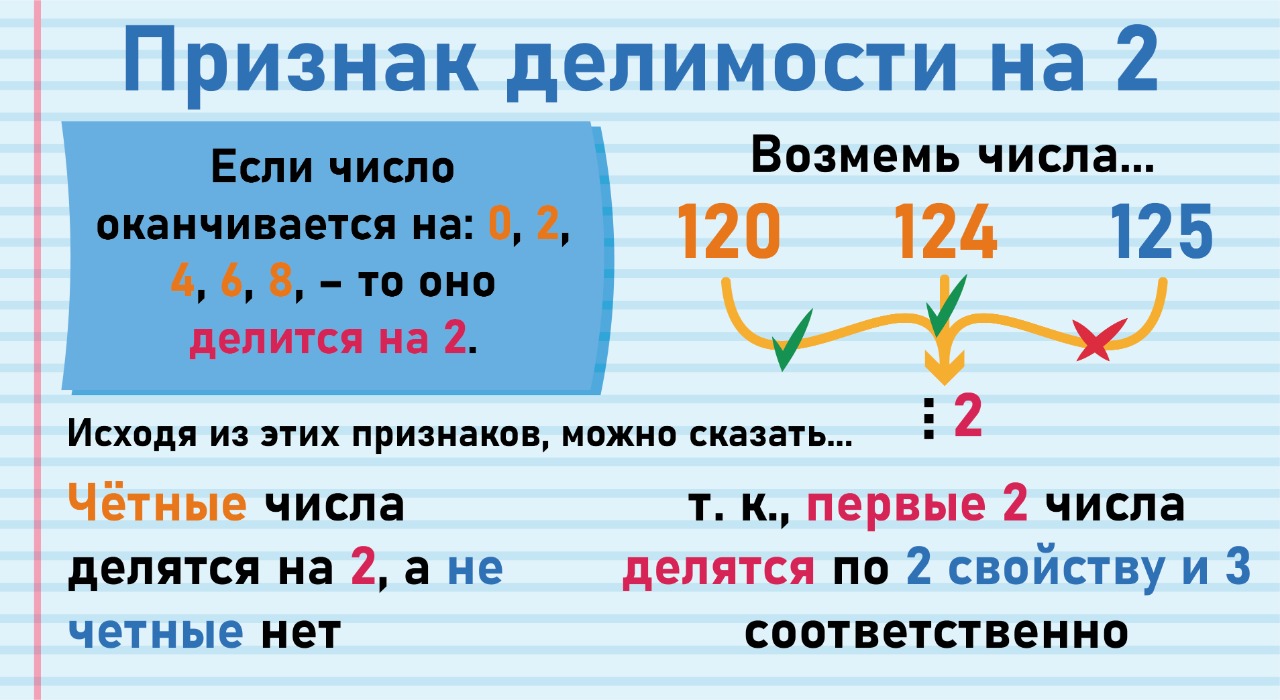 Признак делимости на 2
Если число
оканчивается на: 0, 2,
4, 6, 8, – то оно
делится на 2.
Возмемь числа...
120 124 125
⋮ 2
Исходя из этих признаков, можно сказать...
Чётные числа
делятся на 2, а не
четные нет
т. к., первые 2 числа
делятся по 2 свойству и 3
соответственно